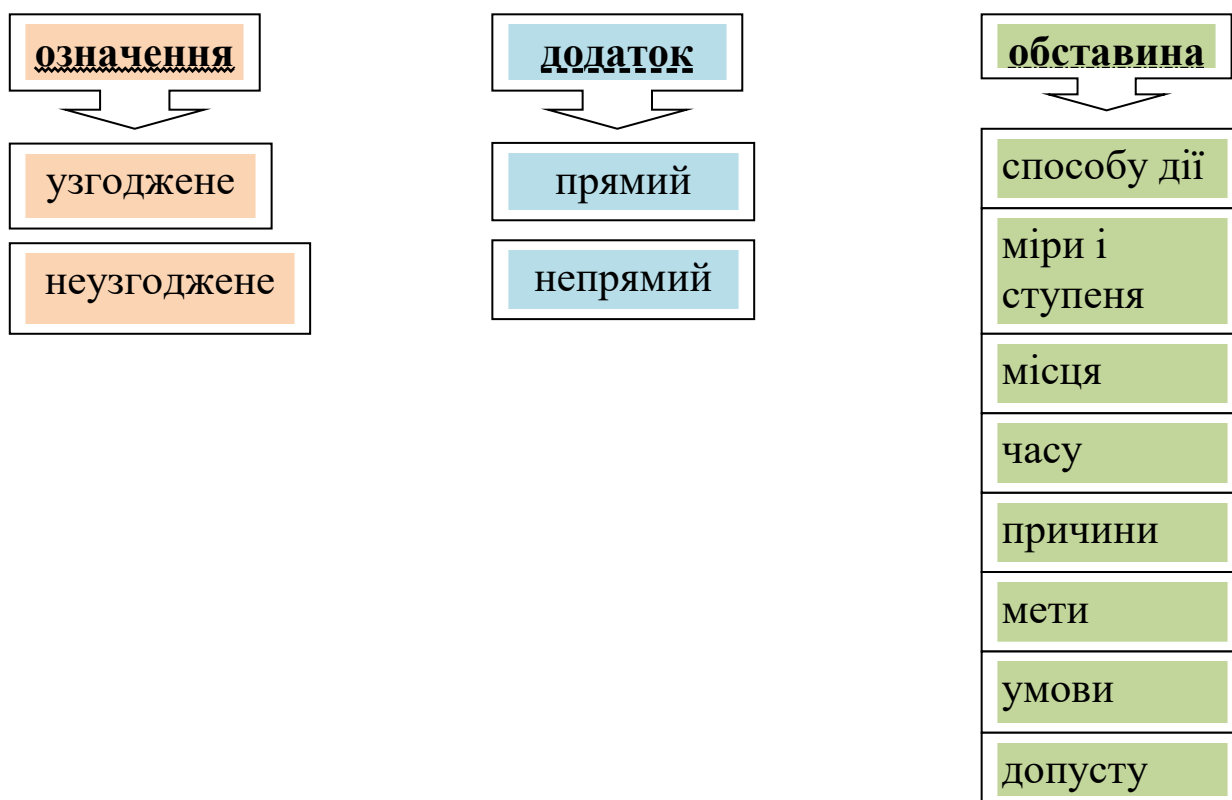 означення
узгоджене
неузгоджене
додаток
прямий
непрямий
обставина
способу дії
міри і
ступеня
місця
часу
причини
мети
умови
допусту